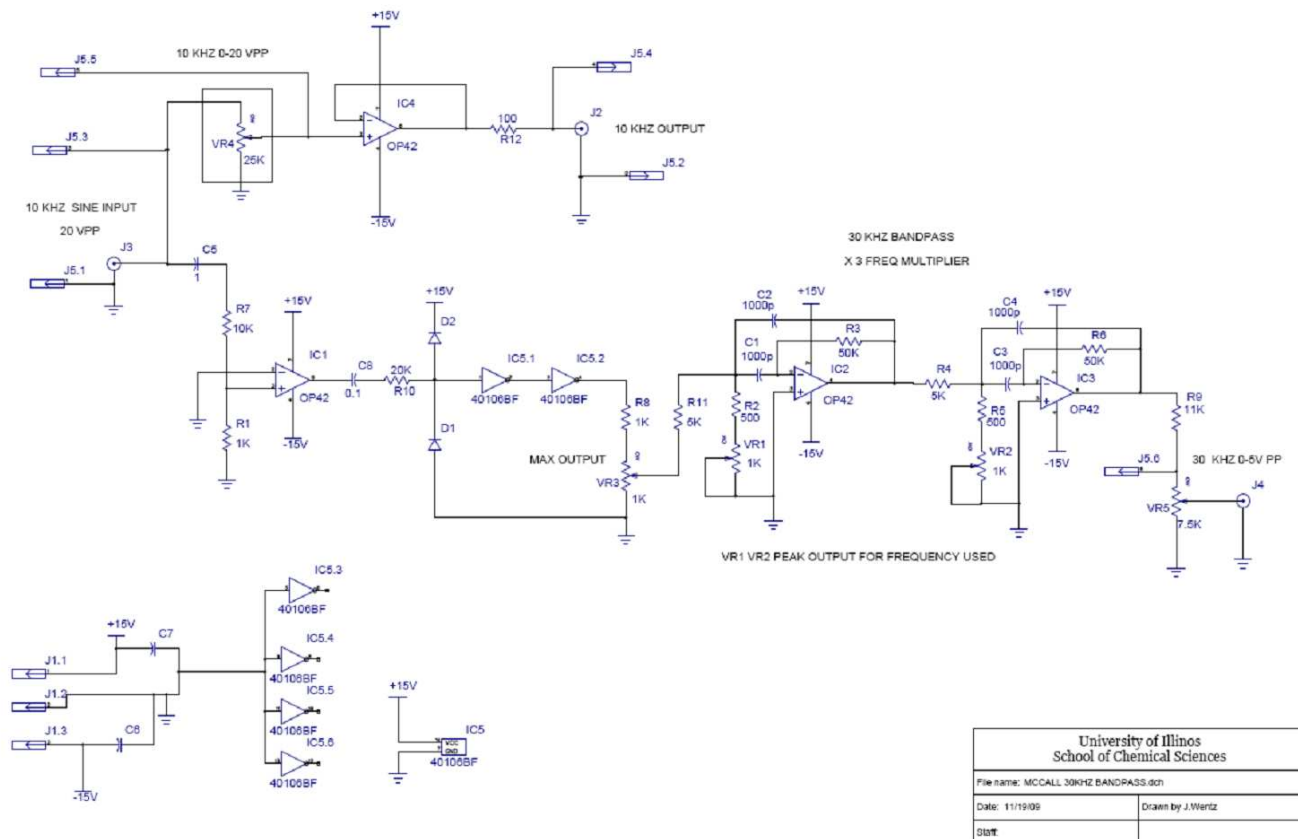 +15V
J5.5
10 KHZ 0-20 VPP
J5.4
IC4
J5.3
VR4
25K
OP42
100
R12
J2
10 KHZ OUTPUT
J5.2
-15V
10 KHZ SINE INPUT
20 VPP
J3
J5.1
C5
1
30 KHZ BANDPASS
X 3 FREQ MULTIPLIER
R7
10K
+15V
IC1
OP42
-15V
R1
1K
C8
0.1
20K
R10
+15V
D2
D1
IC5.1
40106BF
IC5.2
40106BF
R8
1K
MAX OUTPUT
VR3
1K
R11
5K
C2
1000p
C1
1000p
+15V
R3
50K
IC2
OP42
-15V
R2
500
VR1
1K
R4
5K
C4
1000p
C3
1000p
+15V
R6
50K
IC3
OP42
-15V
R5
500
VR2
1K
R9
11K
J5.6
30 KHZ 0-5V PP
J4
VR5
7.5K
VR1 VR2 PEAK OUTPUT FOR FREQUENCY USED
IC5.3
40106BF
+15V
C7
J1.1
J1.2
J1.3
C6
-15V
IC5.4
40106BF
IC5.5
40106BF
IC5.6
40106BF
+15V
IC5
VCC
GND
40106BF
University of Illinos
School of Chemical Sciences
File name: MCCALL 30KHZ BANDPASS.dch
Date: 11/19/09
Drawn by J.Wentz
Staff: